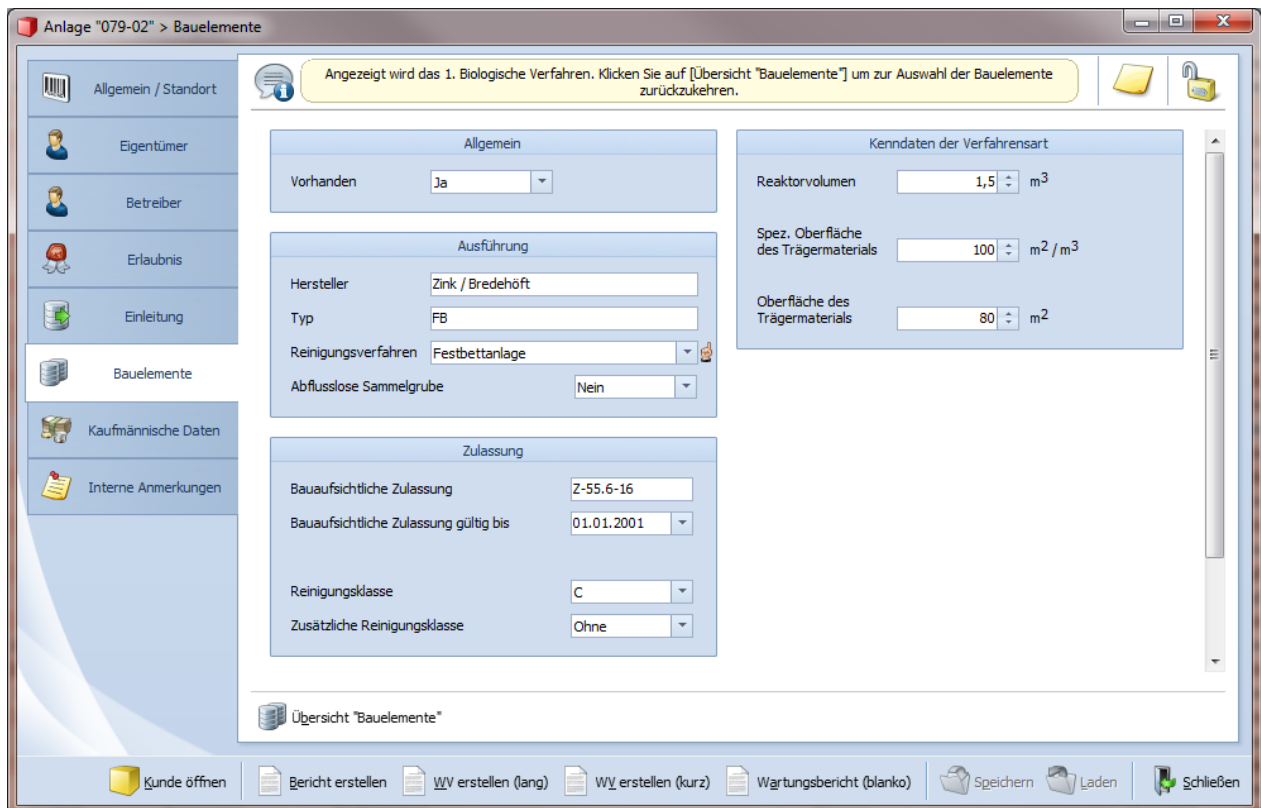 Anlage "079-02" > Bauelemente
Allgemein / Standort
Eigentümer
Betreiber
Erlaubnis
Einleitung
Bauelemente
Kaufmännische Daten
Interne Anmerkungen
Angezeigt wird das 1. Biologische Verfahren. Klicken Sie auf [Übersicht "Bauelemente"] um zur Auswahl der Bauelemente
zurückzukehren.
Allgemein
Vorhanden Ja
Ausführung
Hersteller Zink / Bredehöft
Typ FB
Reinigungsverfahren Festbettanlage
Abflusslose Sammelgrube Nein
Zulassung
Bauaufsichtliche Zulassung Z-55.6-16
Bauaufsichtliche Zulassung gültig bis 01.01.2001
Reinigungsklasse C
Zusätzliche Reinigungsklasse Ohne
Kenndaten der Verfahrensart
Reaktorvolumen 1,5 m3
Spez. Oberfläche
des Trägermaterials 100 m2 / m3
Oberfläche des
Trägermaterials 80 m2
Übersicht "Bauelemente"
Kunde öffnen Bericht erstellen WV erstellen (lang) WV erstellen (kurz) Wartungsbericht (blanko) Speichern Laden Schließen